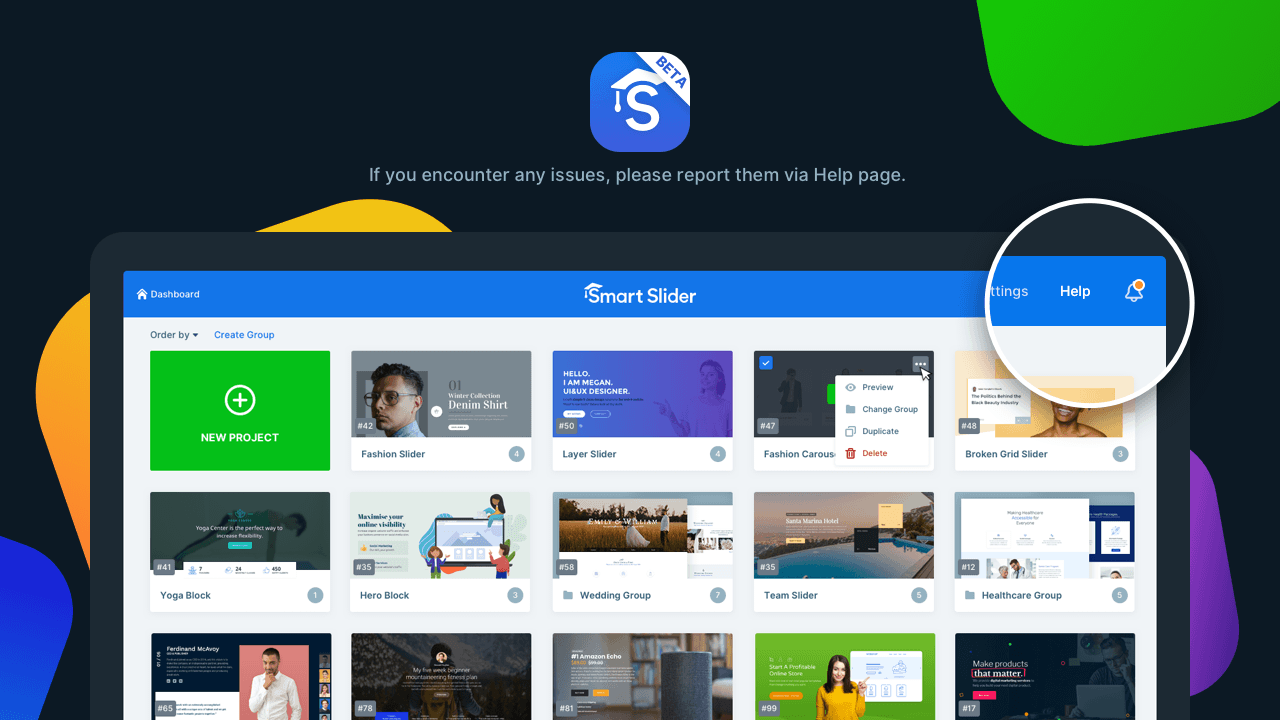 BETA
S
If you encounter any issues, please report them via Help page.
Dashboard
Smart Slider
ttings
Help
Order by
Create Group
NEW PROJECT
01
Winter Collection
Denim Shirt
#42
Fashion Slider
4
HELLO.
I AM MEGAN.
UI&UX DESIGNER.
#50
Layer Slider
4
#47
Fashion Carous
Preview
Change Group
Duplicate
Delete
The Politics Behind the
Black Beauty Industry
#48
Broken Grid Slider
3
Yoga Center is the perfect way to
increase flexibility.
7
24
450
#41
Yoga Block
1
Maximise your
online visibility
#35
Hero Block
3
EMILY & WILLIAM
#58
Wedding Group
7
Santa Marina Hotel
#35
Team Slider
5
Making Healthcare
Accessible for
Everyone
#12
Healthcare Group
5
Ferdinand McAvoy
#65
My five week beginner
mountaineering fitness plan
#78
#1 Amazon Echo
$89.00 $99.00
#81
Start A Profitable
Online Store
#99
Make products
that matter.
#17